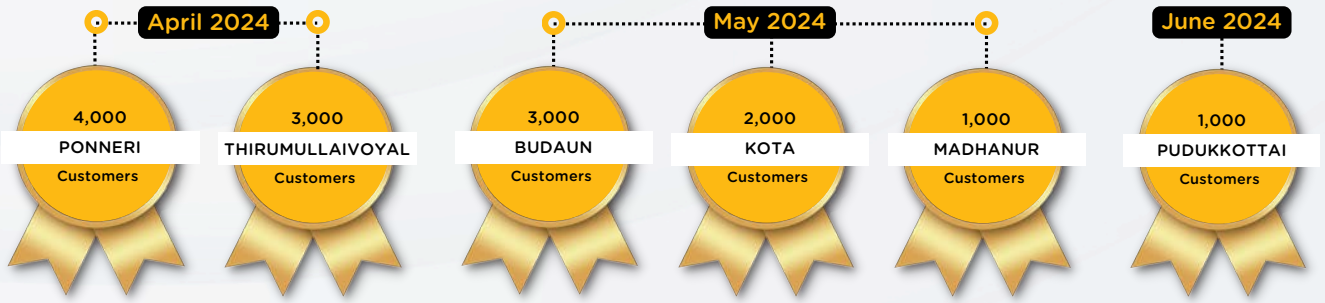 April 2024
4,000
PONNERI
Customers
3,000
THIRUMULLAIVOYAL
Customers
May 2024
3,000
BUDAUN
Customers
2,000
KOTA
Customers
1,000
MADHANUR
Customers
June 2024
1,000
PUDUKKOTTAI
Customers